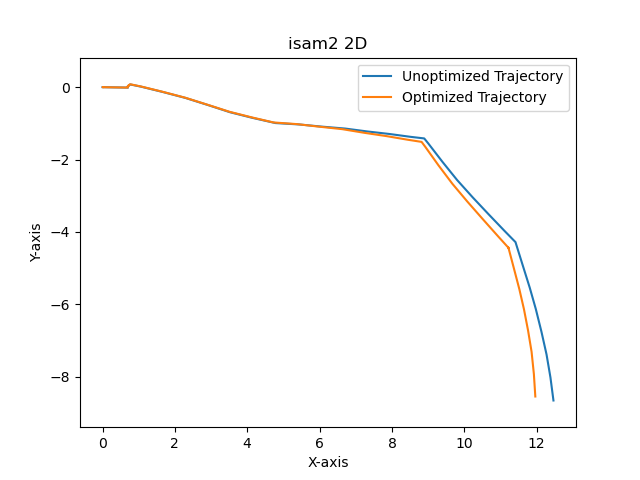 isam2 2D
Unoptimized Trajectory
Optimized Trajectory
Y-axis
0
−2
−4
−6
−8
0 2 4 6 8 10 12
X-axis